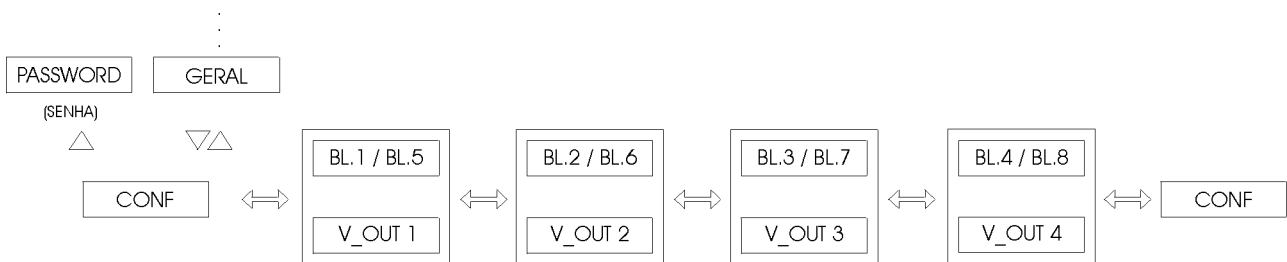 PASSWORD
GERAL
(SENHA)
BL.1 / BL.5
BL.2 / BL.6
BL.3 / BL.7
BL.4 / BL.8
CONF
CONF
V_OUT 1
V_OUT 2
V_OUT 3
V_OUT 4